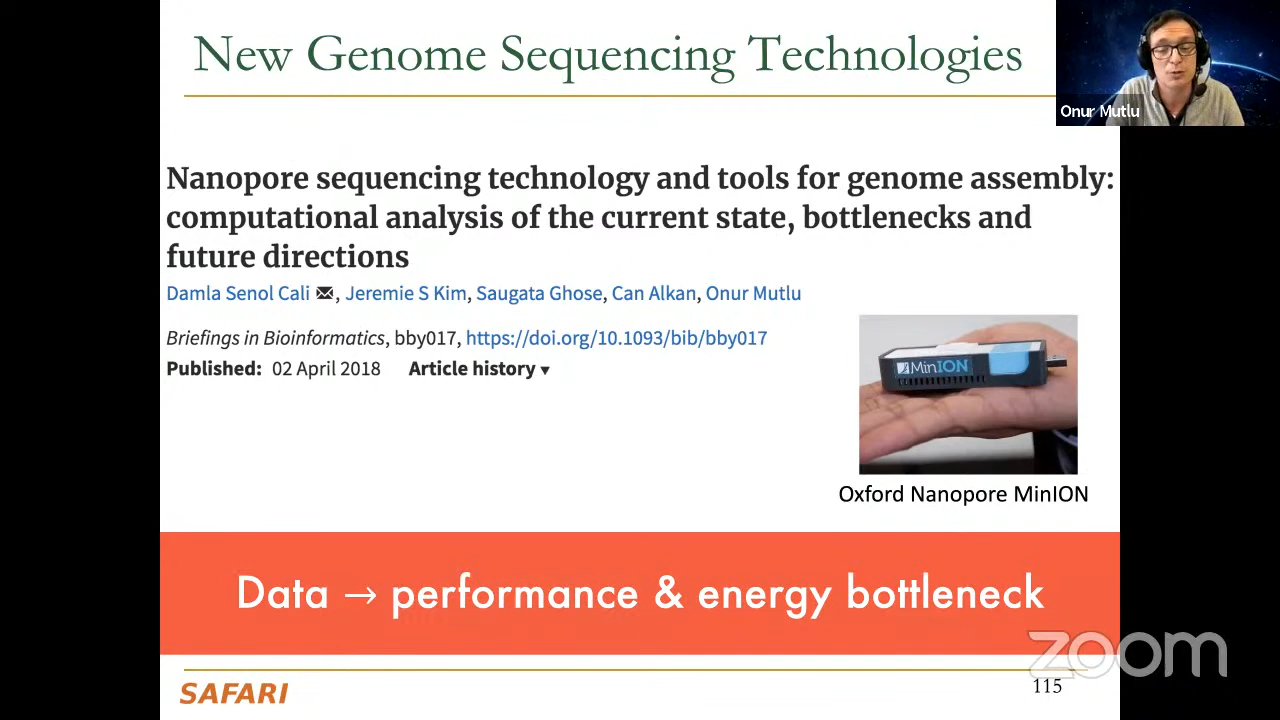 New Genome Sequencing Technologies
Onur Mutlu
Nanopore sequencing technology and tools for genome assembly:
computational analysis of the current state, bottlenecks and
future directions
Damla Senol Cali ✉, Jeremie S Kim, Saugata Ghose, Can Alkan, Onur Mutlu
Briefings in Bioinformatics, bby017, https://doi.org/10.1093/bib/bby017
Published: 02 April 2018 Article history ▾
MinION
Oxford Nanopore MinION
Data → performance & energy bottleneck
zoom
SAFARI
115